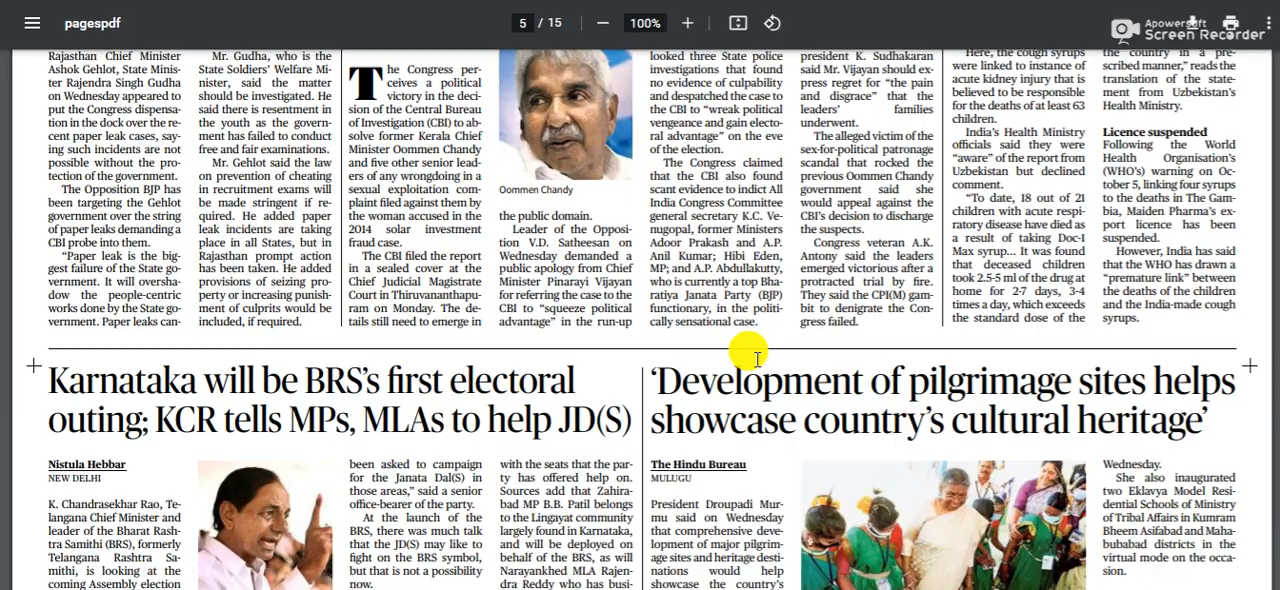 pagespdf
5 / 15
100%
Apowersoft
Screen Recorder
Rajasthan Chief Minister
Ashok Gehlot, State Minis-
ter Rajendra Singh Gudha
on Wednesday appeared to
put the Congress dispensa-
tion in the dock over the re-
cent paper leak cases, say-
ing such incidents are not
possible without the pro-
tection of the government.
The Opposition BJP has
been targeting the Gehlot
government over the string
of paper leaks demanding a
CBI probe into them.
“Paper leak is the big-
gest failure of the State go-
vernment. It will oversha-
dow the people-centric
works done by the State go-
vernment. Paper leaks can-
Mr. Gudha, who is the
State Soldiers’ Welfare Mi-
nister, said the matter
should be investigated. He
said there is resentment in
the youth as the govern-
ment has failed to conduct
free and fair examinations.
Mr. Gehlot said the law
on prevention of cheating
in recruitment exams will
be made stringent if re-
quired. He added paper
leak incidents are taking
place in all States, but in
Rajasthan prompt action
has been taken. He added
provisions of seizing pro-
perty or increasing punish-
ment of culprits would be
included, if required.
The Congress per-
ceives a political
victory in the deci-
sion of the Central Bureau
of Investigation (CBI) to ab-
solve former Kerala Chief
Minister Oommen Chandy
and five other senior lead-
ers of any wrongdoing in a
sexual exploitation com-
plaint filed against them by
the woman accused in the
2014 solar investment
fraud case.
The CBI filed the report
in a sealed cover at the
Chief Judicial Magistrate
Court in Thiruvananthapu-
ram on Monday. The de-
tails still need to emerge in
Oommen Chandy
the public domain.
Leader of the Opposi-
tion V.D. Satheesan on
Wednesday demanded a
public apology from Chief
Minister Pinarayi Vijayan
for referring the case to the
CBI to “squeeze political
advantage” in the run-up
looked three State police
investigations that found
no evidence of culpability
and despatched the case to
the CBI to “wreak political
vengeance and gain electo-
ral advantage” on the eve
of the election.
The Congress claimed
that the CBI also found
scant evidence to indict All
India Congress Committee
general secretary K.C. Ve-
nugopal, former Ministers
Adoor Prakash and A.P.
Anil Kumar; Hibi Eden,
MP; and A.P. Abdullakutty,
who is currently a top Bha-
ratiya Janata Party (BJP)
functionary, in the politi-
cally sensational case.
president K. Sudhakaran
said Mr. Vijayan should ex-
press regret for “the pain
and disgrace” that the
leaders’ families
underwent.
The alleged victim of the
sex-for-political patronage
scandal that rocked the
previous Oommen Chandy
government said she
would appeal against the
CBI’s decision to discharge
the suspects.
Congress veteran A.K.
Antony said the leaders
emerged victorious after a
protracted trial by fire.
They said the CPI(M) gam-
bit to denigrate the Con-
gress failed.
Here, the cough syrups
were linked to instance of
acute kidney injury that is
believed to be responsible
for the deaths of at least 63
children.
India’s Health Ministry
officials said they were
“aware” of the report from
Uzbekistan but declined
comment.
“To date, 18 out of 21
children with acute respi-
ratory disease have died as
a result of taking Doc-1
Max syrup... It was found
that deceased children
took 2.5-5 ml of the drug at
home for 2-7 days, 3-4
times a day, which exceeds
the standard dose of the
the country in a pre-
scribed manner,” reads the
translation of the state-
ment from Uzbekistan’s
Health Ministry.
Licence suspended
Following the World
Health Organisation’s
(WHO’s) warning on Oc-
tober 5, linking four syrups
to the deaths in The Gam-
bia, Maiden Pharma’s ex-
port licence has been
suspended.
However, India has said
that the WHO has drawn a
“premature link” between
the deaths of the children
and the India-made cough
syrups.
Karnataka will be BRS’s first electoral
outing; KCR tells MPs, MLAs to help JD(S)
Nistula Hebbar
NEW DELHI
K. Chandrasekhar Rao, Te-
langana Chief Minister and
leader of the Bharat Rash-
tra Samithi (BRS), formerly
Telangana Rashtra Sa-
mithi, is looking at the
coming Assembly election
been asked to campaign
for the Janata Dal(S) in
those areas,” said a senior
office-bearer of the party.
At the launch of the
BRS, there was much talk
that the JD(S) may like to
fight on the BRS symbol,
but that is not a possibility
now.
with the seats that the par-
ty has offered help on.
Sources add that Zahira-
bad MP B.B. Patil belongs
to the Lingayat community
largely found in Karnataka,
and will be deployed on
behalf of the BRS, as will
Narayankhed MLA Rajen-
dra Reddy who has busi-
‘Development of pilgrimage sites helps
showcase country’s cultural heritage’
The Hindu Bureau
MULUGU
President Droupadi Mur-
mu said on Wednesday
that comprehensive deve-
lopment of major pilgrim-
age sites and heritage desti-
nations would help
showcase the country’s
Wednesday.
She also inaugurated
two Eklavya Model Resi-
dential Schools of Ministry
of Tribal Affairs in Kumram
Bheem Asifabad and Maha-
bubabad districts in the
virtual mode on the occa-
sion.